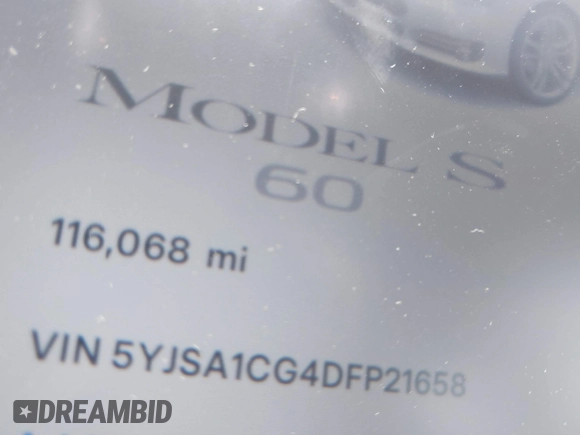 MODEL S
60
116,068 mi
VIN 5YJSA1CG4DFP21658
DREAMBID